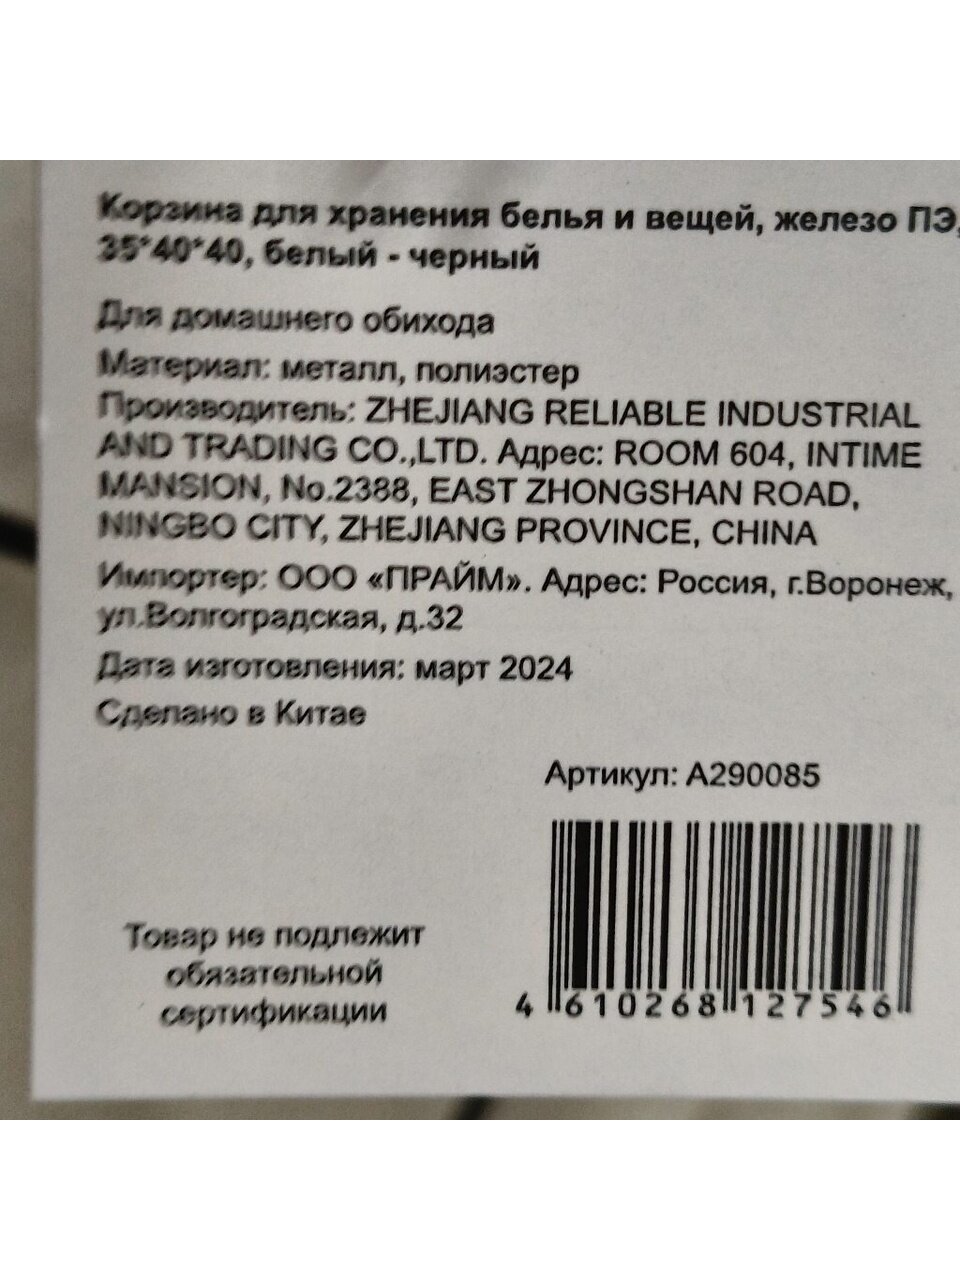 Корзина для хранения белья и вещей, железо ПЭ,
35*40*40, белый - черный
Для домашнего обихода
Материал: металл, полиэстер
Производитель: ZHEJIANG RELIABLE INDUSTRIAL
AND TRADING CO.,LTD. Адрес: ROOM 604, INTIME
MANSION, No.2388, EAST ZHONGSHAN ROAD,
NINGBO CITY, ZHEJIANG PROVINCE, CHINA
Импортер: ООО «ПРАЙМ». Адрес: Россия, г.Воронеж,
ул.Волгоградская, д.32
Дата изготовления: март 2024
Сделано в Китае
Артикул: А290085
Товар не подлежит
обязательной
сертификации
4 610268 127546